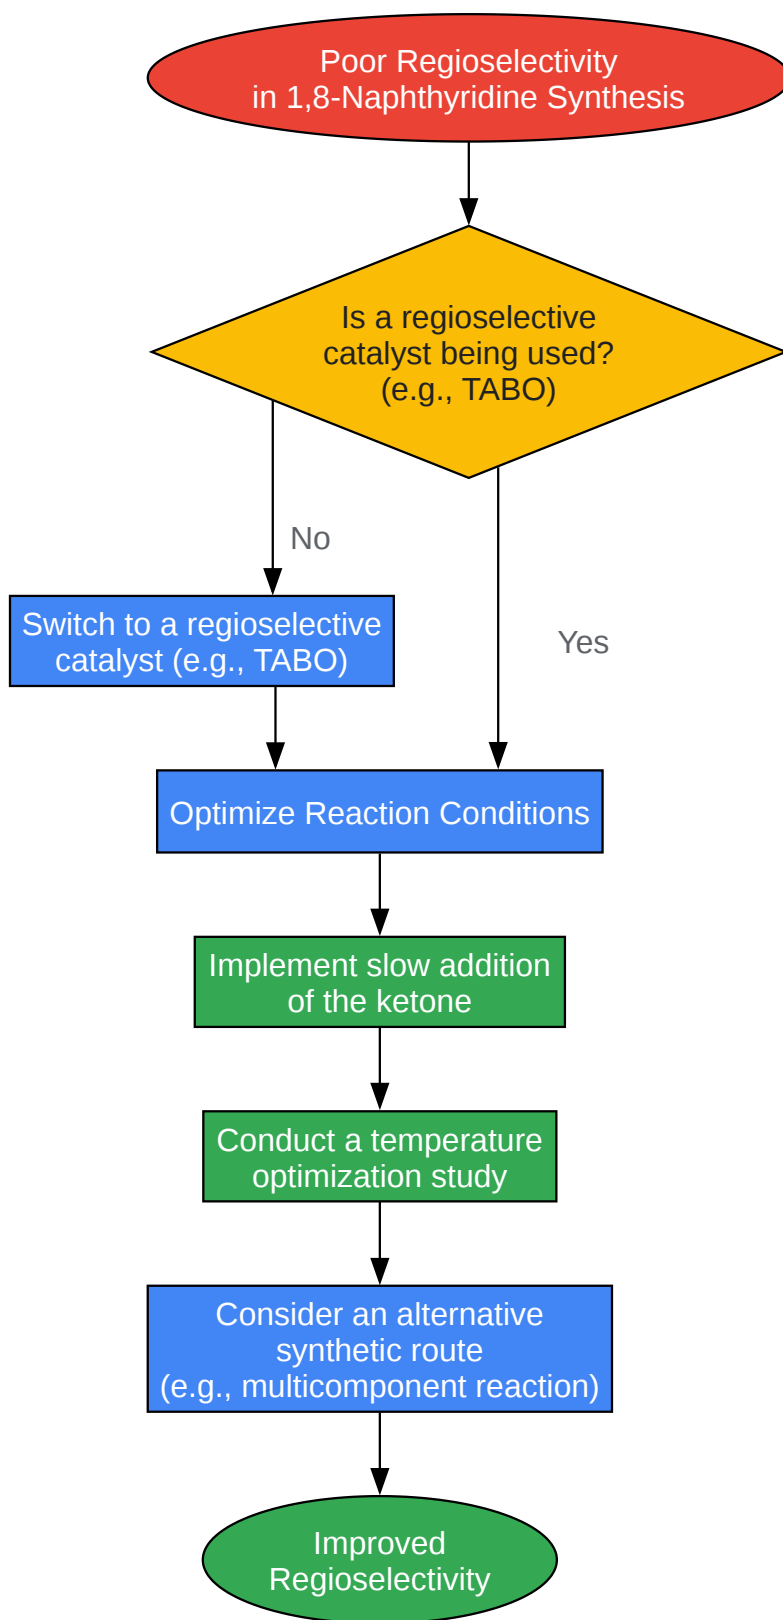 Poor Regioselectivity
in 1,8-Naphthyridine Synthesis
Is a regioselective
catalyst being used?
(e.g., TABO)
No
Switch to a regioselective
catalyst (e.g., TABO)
Yes
Optimize Reaction Conditions
Implement slow addition
of the ketone
Conduct a temperature
optimization study
Consider an alternative
synthetic route
(e.g., multicomponent reaction)
Improved
Regioselectivity